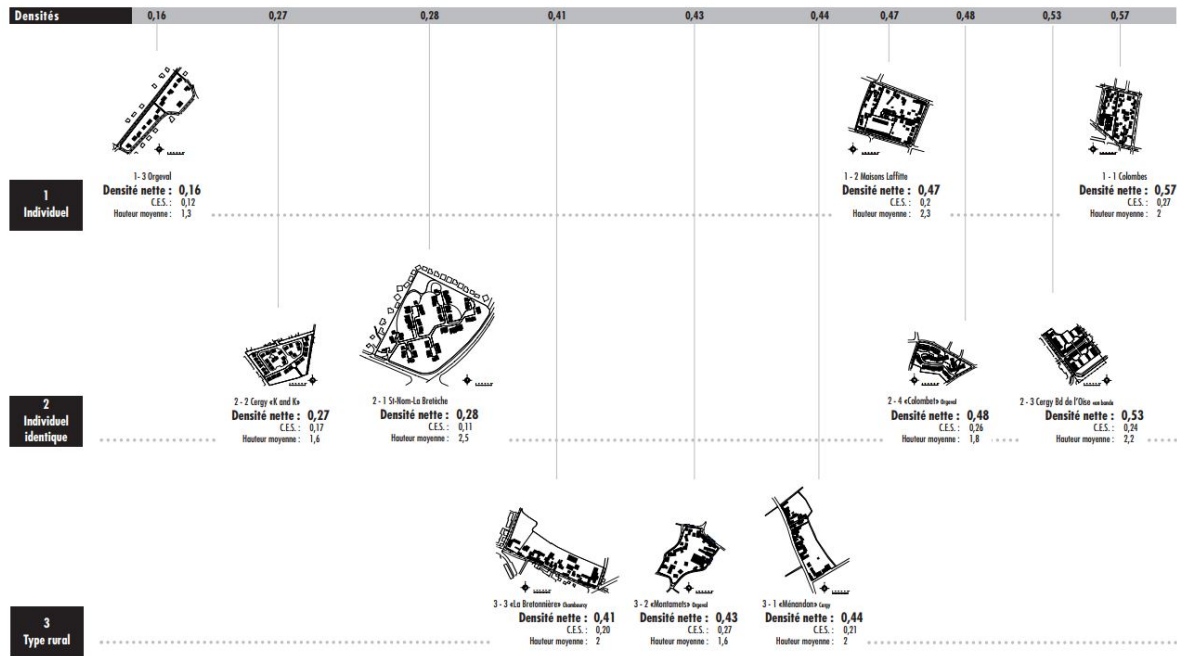 Densités 0,16 0,27 0,28 0,41 0,43 0,44 0,47 0,48 0,53 0,57
1
Individuel
1- 3 Orgeval
Densité nette : 0,16
C.E.S. : 0,12
Hauteur moyenne : 1,3
1 - 2 Maisons Laffitte
Densité nette : 0,47
C.E.S. : 0,2
Hauteur moyenne : 2,3
1 - 1 Colombes
Densité nette : 0,57
C.E.S. : 0,27
Hauteur moyenne : 2
2
Individuel
identique
2 - 2 Cergy «K and K»
Densité nette : 0,27
C.E.S. : 0,17
Hauteur moyenne : 1,6
2 - 1 St-Nom-La Bretèche
Densité nette : 0,28
C.E.S. : 0,11
Hauteur moyenne : 2,5
2 - 4 «Colombet» Orgeval
Densité nette : 0,48
C.E.S. : 0,26
Hauteur moyenne : 1,8
2 - 3 Cergy Bd de l'Oise «en bande
Densité nette : 0,53
C.E.S. : 0,24
Hauteur moyenne : 2,2
3
Type rural
3 - 3 «La Bretonnière» Chambourcy
Densité nette : 0,41
C.E.S. : 0,20
Hauteur moyenne : 2
3 - 2 «Montamets» Orgeval
Densité nette : 0,43
C.E.S. : 0,27
Hauteur moyenne : 1,6
3 - 1 «Ménandon» Cergy
Densité nette : 0,44
C.E.S. : 0,21
Hauteur moyenne : 2